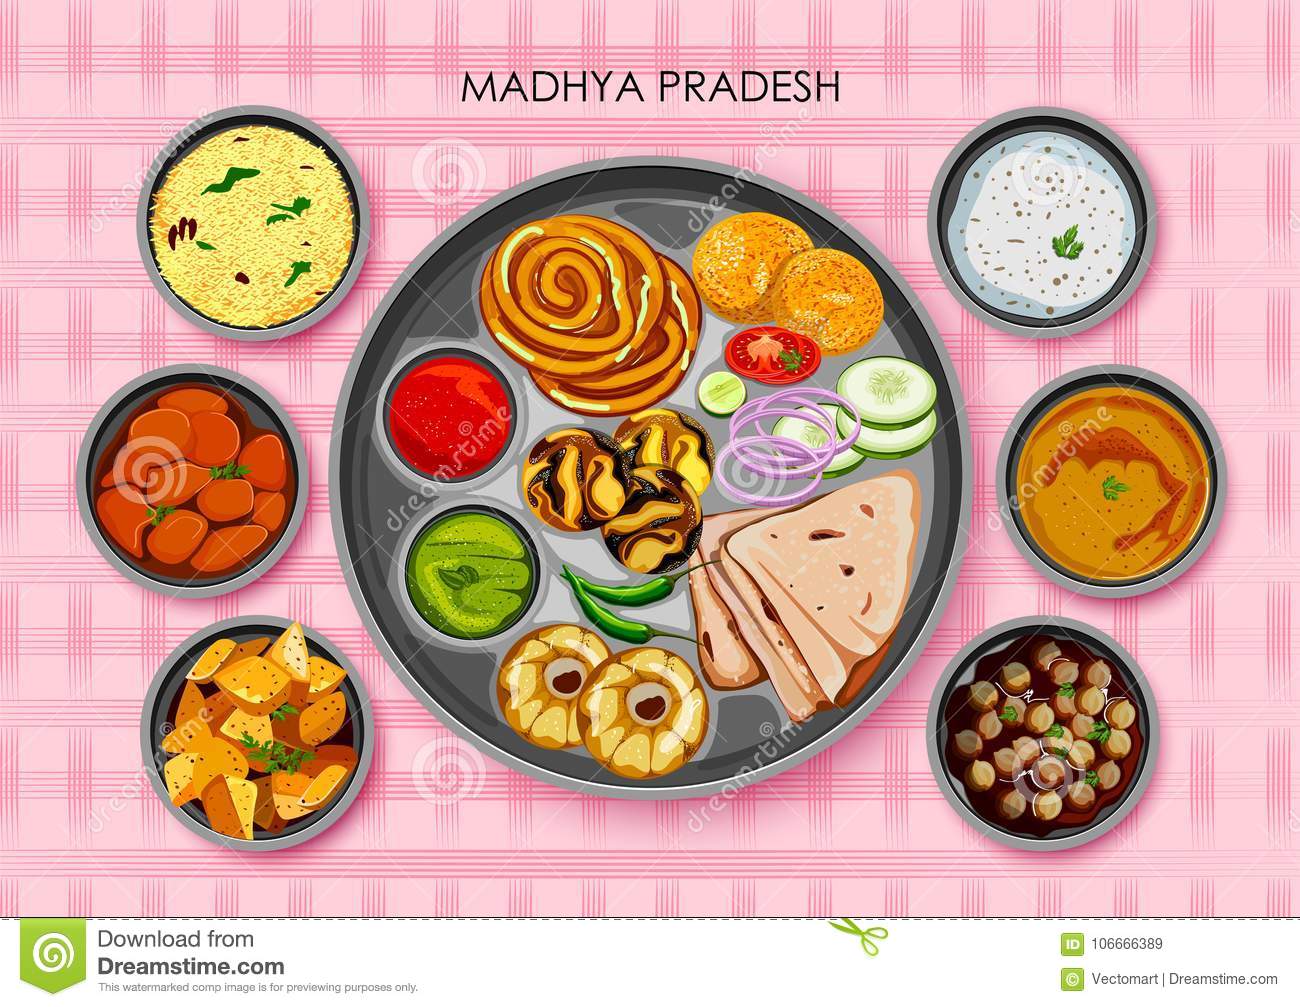 MADHYA PRADESH
Download from
Dreamstime.com
This watermarked comp image is for previewing purposes only.
ID 106666389
© Vectomart | Dreamstime.com